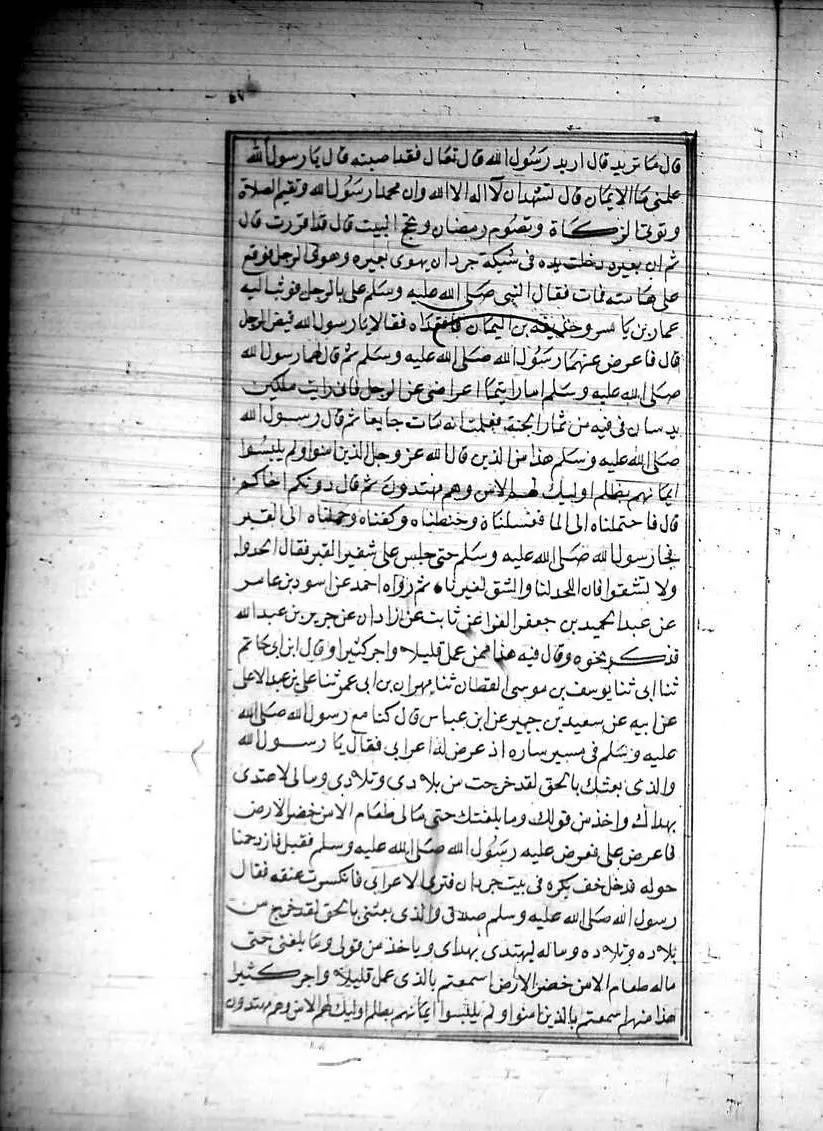 ٥٧
قال ما تريد قال اريد رسول الله قال تعال فقد اصبته قال يا رسول الله
علمني ما الايمان قال تشهد ان لا اله الا الله وان محمدا رسول الله وتقيم الصلاة
وتوتي الزكاة وتصوم رمضان وتحج البيت قال قد اقررت قال
ثم ان بعيره دخلت يده في شبكة جردان فهوى بعيره وهوى الرجل فوقع
على هامته فمات فقال النبي صلى الله عليه وسلم علي بالرجل فوثب اليه
عمار بن ياسر وحذيفة بن اليمان فاقعداه فقالا يا رسول الله قبض الرجل
قال فاعرض عنهما رسول الله صلى الله عليه وسلم ثم قال لهما رسول الله
صلى الله عليه وسلم اما رايتما اعراضي عن الرجل فاني رايت ملكين
يدسان في فيه من ثمار الجنة فعلمت انه مات جايعا ثم قال رسول الله
صلى الله عليه وسلم هذا من الذين قال الله عز وجل الذين امنوا ولم يلبسوا
ايمانهم بظلم اوليك لهم الامن وهم مهتدون ثم قال دونكم اخاكم
قال فاحتملناه الى الما فغسلناه وحنطناه وكفناه وحملناه الى القبر
فجا رسول الله صلى الله عليه وسلم حتى جلس على شفير القبر فقال الحدوا
ولا تشقوا فان اللحد لنا والشق لغيرنا ثم رواه احمد عن اسود بن عامر
عن عبد الحميد بن جعفر الفرا عن ثابت عن زادان عن جرير بن عبد الله
فذكر نحوه وقال فيه هذا ممن عمل قليلا واجر كثيرا وقال ابن ابي حاتم
ثنا ابي ثنا يوسف بن موسى القطان ثنا مهران بن ابي عمر ثنا علي بن عبد الاعلى
عن ابيه عن سعيد بن جبير عن ابن عباس قال كنا مع رسول الله صلى الله
عليه وسلم في مسير ساره اذ عرض له اعرابي فقال يا رسول الله
والذي بعثك بالحق لقد خرجت من بلادي وتلادي ومالي لاهتدي
بهداك واخذ من قولك وما بلغتك حتى مالي طعام الا من خضر الارض
فاعرض علي فعرض عليه رسول الله صلى الله عليه وسلم فقبل فازدحمنا
حوله فدخل خف بكره في بيت جردان فتردى الاعرابي فانكسرت عنقه فقال
رسول الله صلى الله عليه وسلم صدق والذي بعثني بالحق لقد خرج من
بلاده وتلاده وماله ليهتدي بهداي وياخذ من قولي وما بلغني حتى
ماله طعام الا من خضر الارض اسمعتم بالذي عمل قليلا واجر كثيرا
هذا منهم اسمعتم بالذين امنوا ولم يلبسوا ايمانهم بظلم اوليك لهم الامن وهم مهتدون